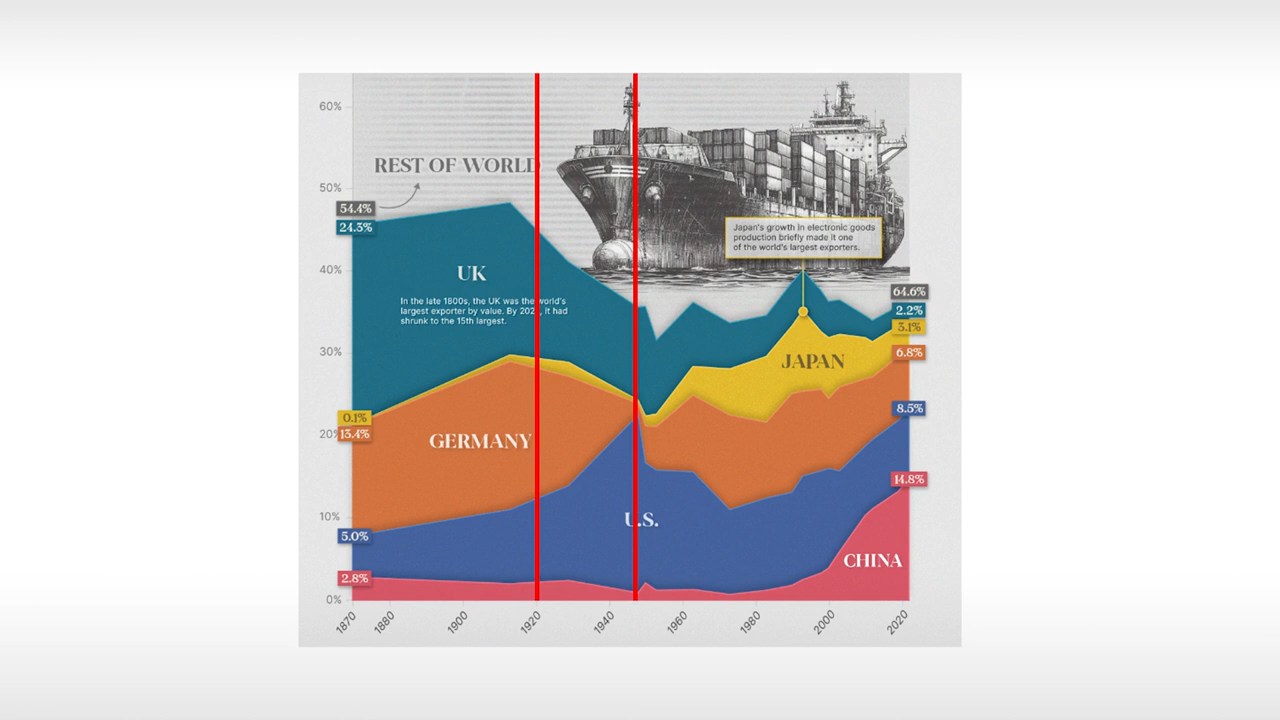 60%
REST OF WORLD
50%
54.4%
24.3%
Japan's growth in electronic goods
production briefly made it one
of the world's largest exporters.
40%
UK
In the late 1800s, the UK was the world's
largest exporter by value. By 202, it had
shrunk to the 15th largest.
64.6%
2.2%
3.1%
30%
JAPAN
6.8%
0.1%
13.4%
20%
GERMANY
8.5%
14.8%
10%
U.S.
5.0%
CHINA
2.8%
0%
1870
1880
1900
1920
1940
1960
1980
2000
2020